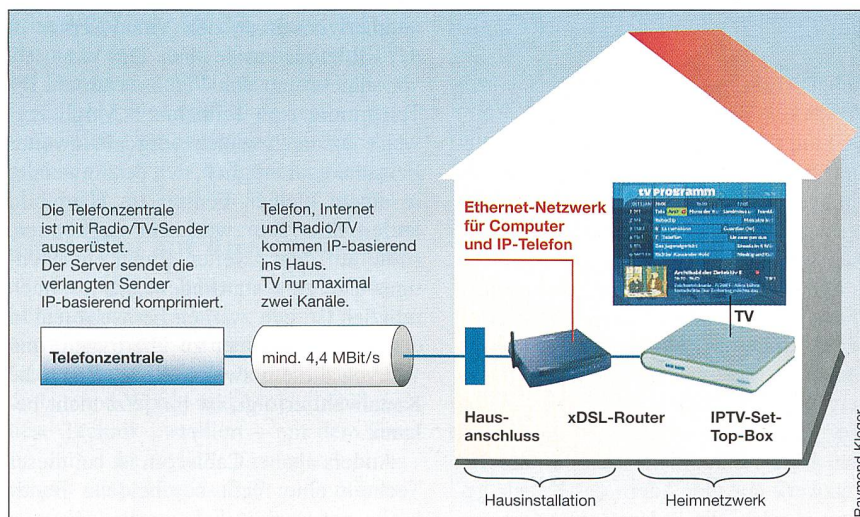 Die Telefonzentrale
ist mit Radio/TV-Sender
ausgerüstet.
Der Server sendet die
verlangten Sender
IP-basierend komprimiert.
Telefon, Internet
und Radio/TV
kommen IP-basierend
ins Haus.
TV nur maximal
zwei Kanäle.
Telefonzentrale
mind. 4,4 MBit/s
Ethernet-Netzwerk
für Computer
und IP-Telefon
tv programm
TV
Haus-
anschluss
xDSL-Router
IPTV-Set-
Top-Box
Hausinstallation
Heimnetzwerk
Raymond Kleger